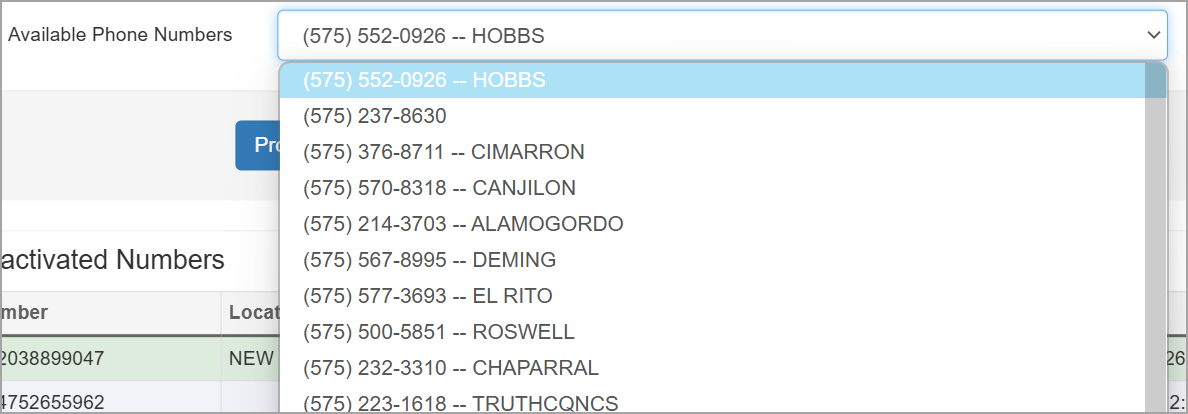 Available Phone Numbers
(575) 552-0926 -- HOBBS
(575) 552-0926 -- HOBBS
(575) 237-8630
Pro
(575) 376-8711 -- CIMARRON
(575) 570-8318 -- CANJILON
(575) 214-3703 -- ALAMOGORDO
activated Numbers
(575) 567-8995 -- DEMING
(575) 577-3693 -- EL RITO
mber
Locat
(575) 500-5851 -- ROSWELL
2038899047
NEW
26
(575) 232-3310 -- CHAPARRAL
4752655962
2:
(575) 223-1618 -- TRUTHCQNCS